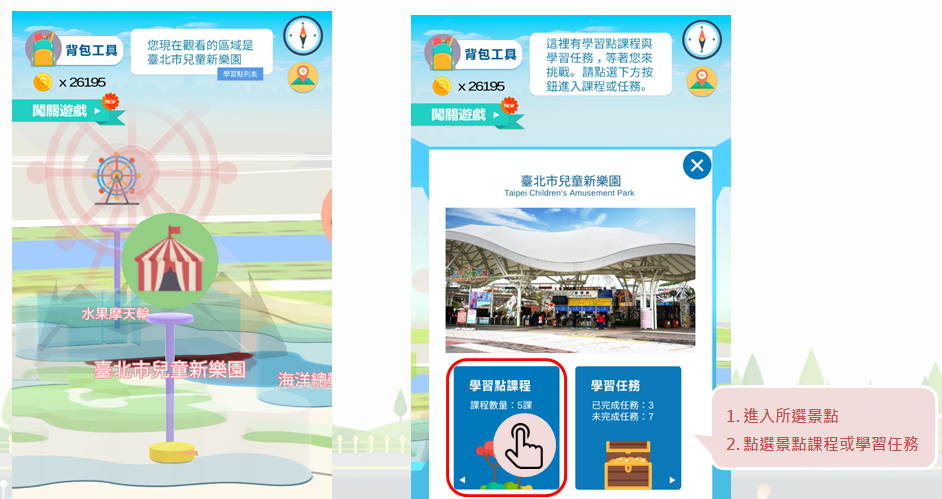 背包工具
您現在觀看的區域是
臺北市兒童新樂園
學習點列表
x 26195
闖關遊戲
NEW
水果摩天輪
臺北市兒童新樂園
海洋總動
背包工具
這裡有學習點課程與
學習任務，等著您來
挑戰。請點選下方按
鈕進入課程或任務。
x 26195
闖關遊戲
NEW
臺北市兒童新樂園
Taipei Children's Amusement Park
學習點課程
課程數量：5課
學習任務
已完成任務：3
未完成任務：7
1. 進入所選景點
2. 點選景點課程或學習任務